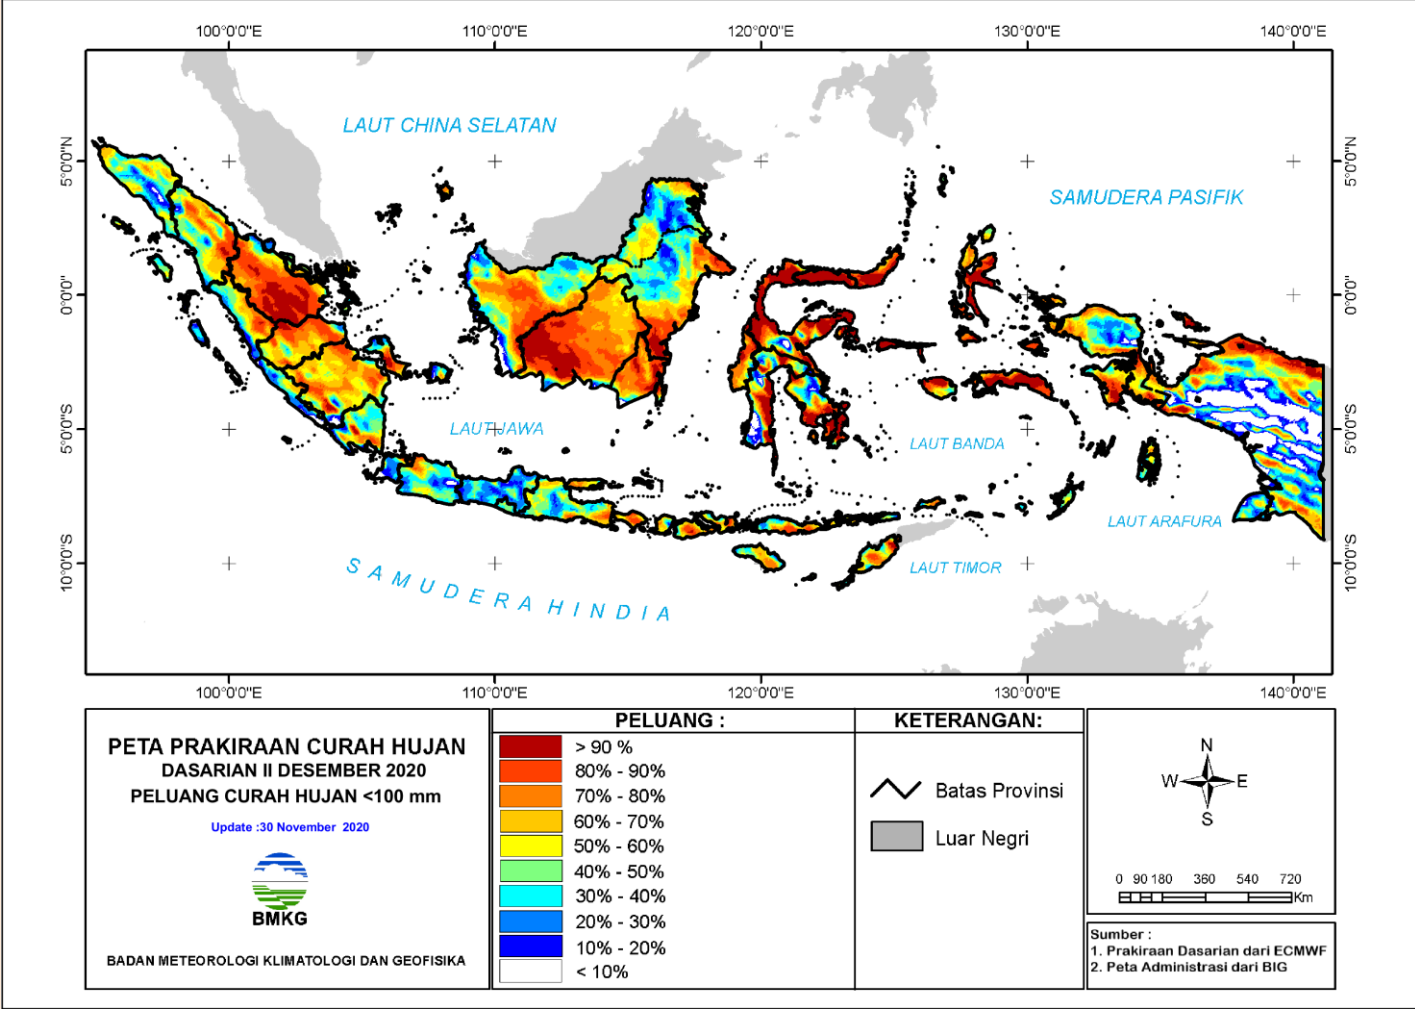 100°0'0"E 110°0'0"E 120°0'0"E 130°0'0"E 140°0'0"E
5°0'0"N
0°0'0"
5°0'0"S
10°0'0"S
LAUT CHINA SELATAN
SAMUDERA PASIFIK
LAUT JAWA
LAUT BANDA
LAUT ARAFURA
LAUT TIMOR
SAMUDERA HINDIA
5°0'0"N
0°0'0"
5°0'0"S
10°0'0"S
100°0'0"E 110°0'0"E 120°0'0"E 130°0'0"E 140°0'0"E
PETA PRAKIRAAN CURAH HUJAN
DASARIAN II DESEMBER 2020
PELUANG CURAH HUJAN <100 mm
Update :30 November 2020
BMKG
BADAN METEOROLOGI KLIMATOLOGI DAN GEOFISIKA
PELUANG :
> 90 %
80% - 90%
70% - 80%
60% - 70%
50% - 60%
40% - 50%
30% - 40%
20% - 30%
10% - 20%
< 10%
KETERANGAN:
Batas Provinsi
Luar Negri
N
W E
S
0 90 180 360 540 720
Km
Sumber :
1. Prakiraan Dasarian dari ECMWF
2. Peta Administrasi dari BIG